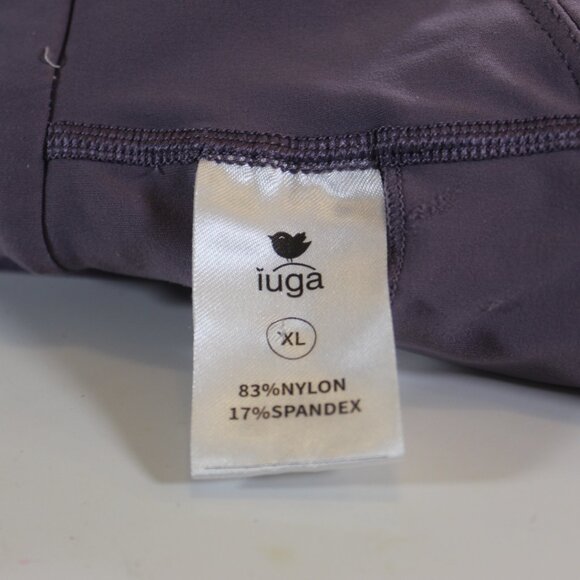 iuga
XL
83%NYLON
17%SPANDEX